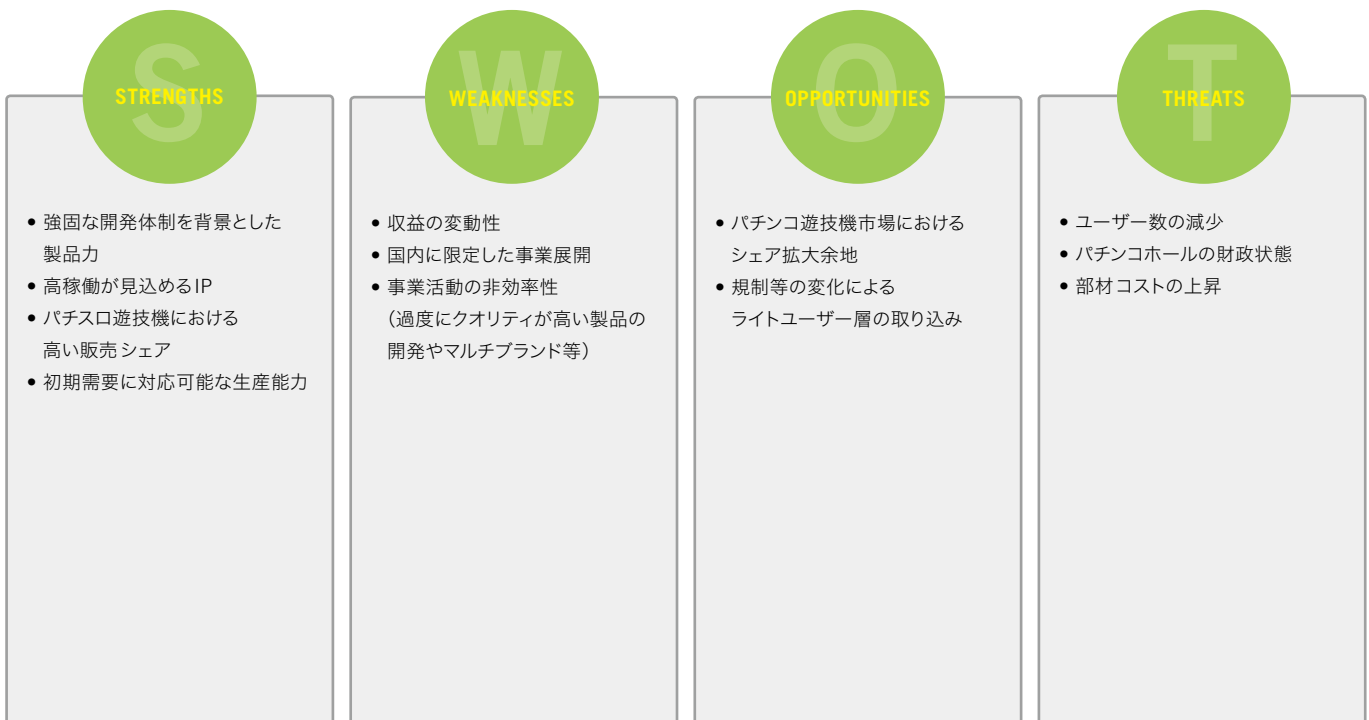 S
STRENGTHS
• 強固な開発体制を背景とした
製品力
• 高稼働が見込めるIP
• パチスロ遊技機における
高い販売シェア
• 初期需要に対応可能な生産能力
W
WEAKNESSES
• 収益の変動性
• 国内に限定した事業展開
• 事業活動の非効率性
（過度にクオリティが高い製品の
開発やマルチブランド等）
O
OPPORTUNITIES
• パチンコ遊技機市場における
シェア拡大余地
• 規制等の変化による
ライトユーザー層の取り込み
T
THREATS
• ユーザー数の減少
• パチンコホールの財政状態
• 部材コストの上昇